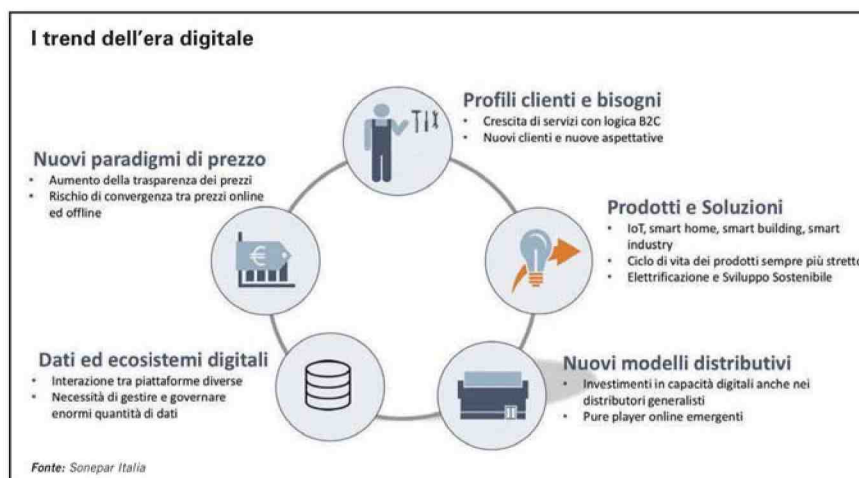 I trend dell'era digitale
Profili clienti e bisogni
• Crescita di servizi con logica B2C
• Nuovi clienti e nuove aspettative
Nuovi paradigmi di prezzo
• Aumento della trasparenza dei prezzi
• Rischio di convergenza tra prezzi online
ed offline
Prodotti e Soluzioni
• IoT, smart home, smart building, smart
industry
• Ciclo di vita dei prodotti sempre più stretto
• Elettrificazione e Sviluppo Sostenibile
Dati ed ecosistemi digitali
• Interazione tra piattaforme diverse
• Necessità di gestire e governare
enormi quantità di dati
Nuovi modelli distributivi
• Investimenti in capacità digitali anche nei
distributori generalisti
• Pure player online emergenti
Fonte: Sonepar Italia